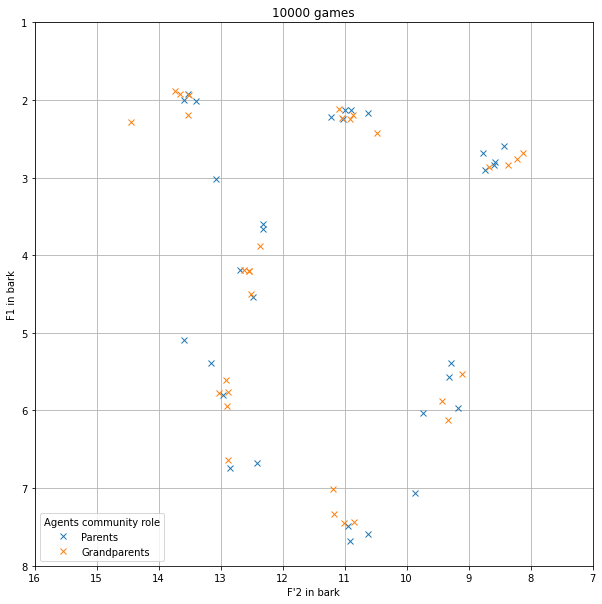 10000 games
1
2
3
4
5
6
7
8
F1 in bark
Agents community role
Parents
Grandparents
16 15 14 13 12 11 10 9 8 7
F'2 in bark